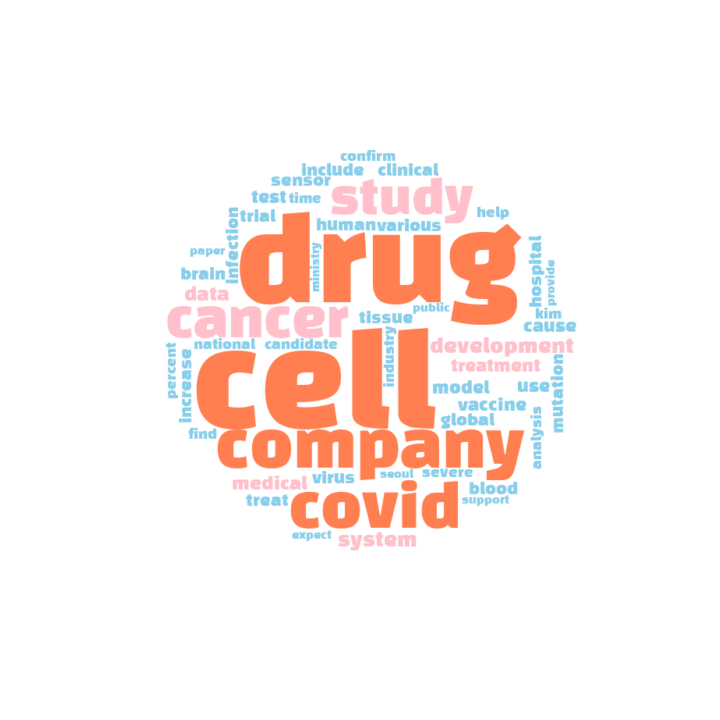 confirm
include clinical
sensor study
test time help
trial human various
infection drug hospital
paper ministry provide
brain
data public kim
cancer tissue cause
national candidate industry development
percent increase cell treatment mutation
model use
vaccine
find global analysis
company
medical virus seoul severe
treat covid blood
support
expect system